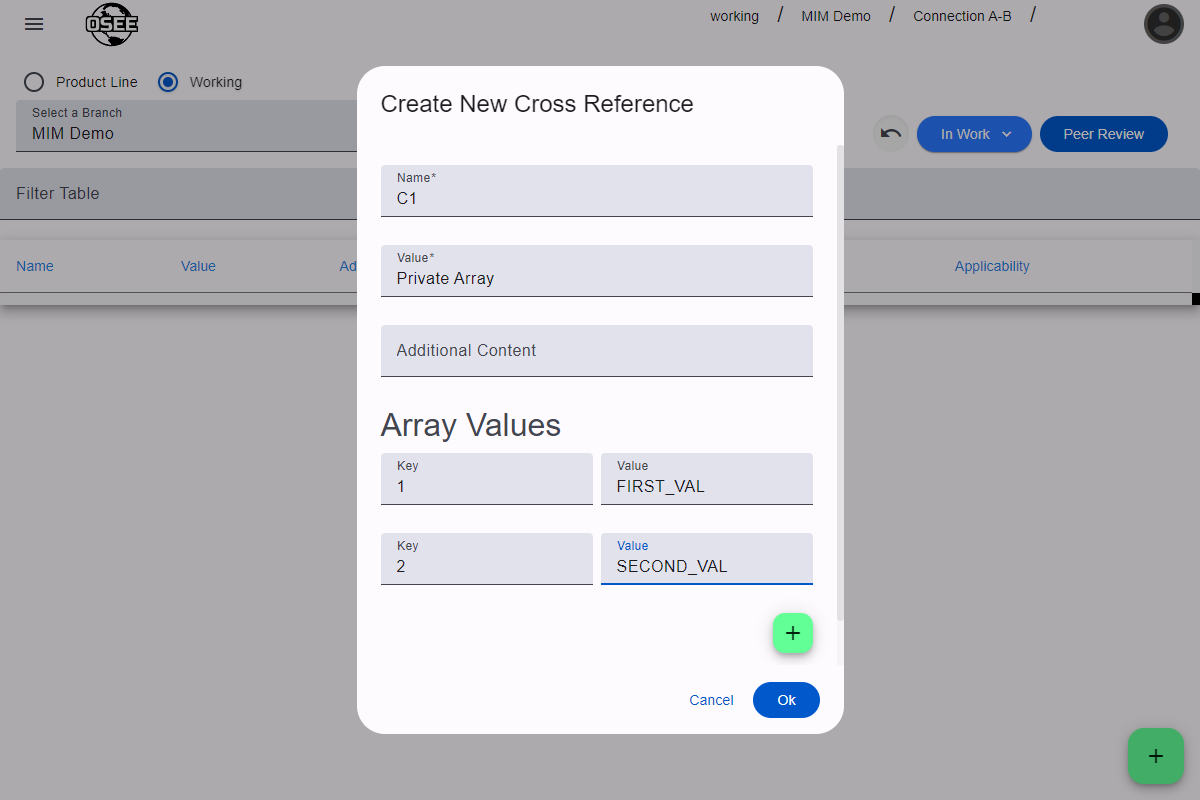 OSEE
working / MIM Demo / Connection A-B /
Product Line
Working
Select a Branch
MIM Demo
In Work
Peer Review
Filter Table
Name
Value
Ad
Applicability
Create New Cross Reference
Name*
C1
Value*
Private Array
Additional Content
Array Values
Key
1
Value
FIRST_VAL
Key
2
Value
SECOND_VAL
+
Cancel
Ok
+